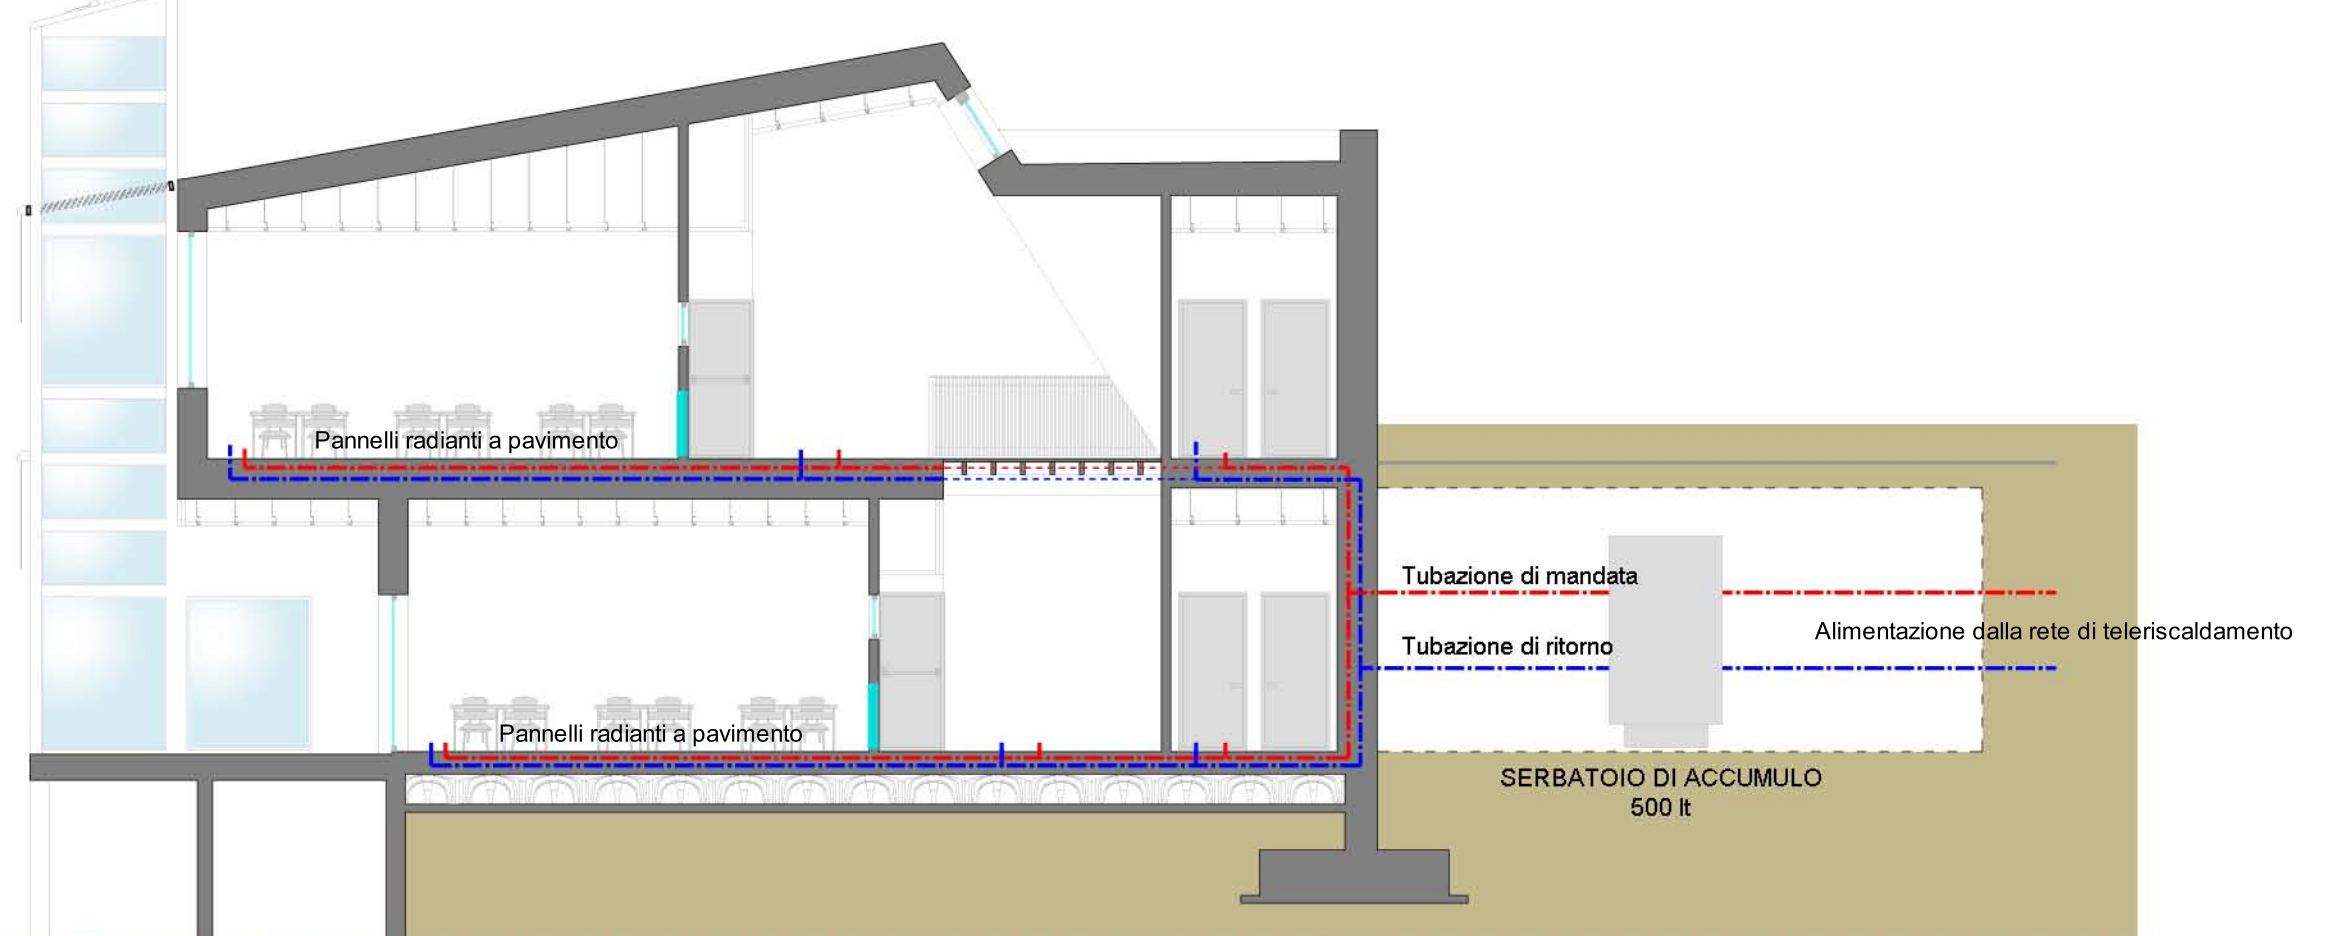 Pannelli radianti a pavimento
Tubazione di mandata
Alimentazione dalla rete di teleriscaldamento
Tubazione di ritorno
Pannelli radianti a pavimento
SERBATOIO DI ACCUMULO
500 lt